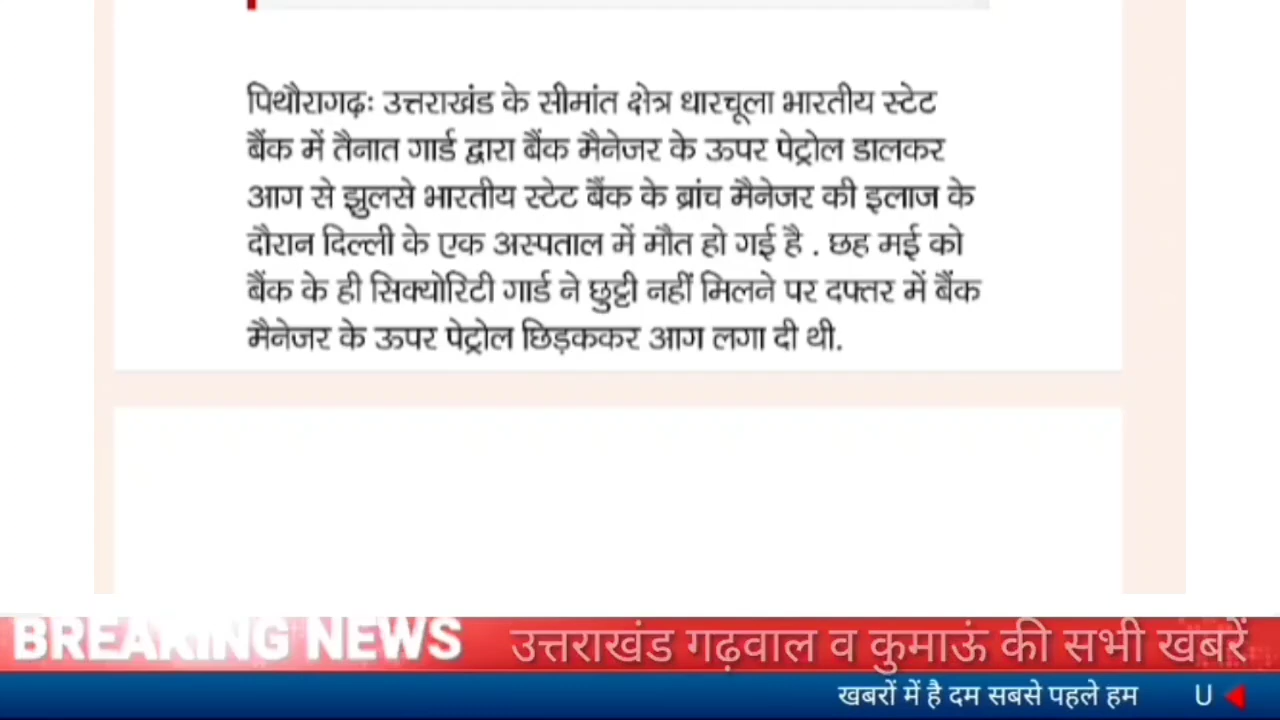 पिथौरागढ़ः उत्तराखंड के सीमांत क्षेत्र धारचूला भारतीय स्टेट
बैंक में तैनात गार्ड द्वारा बैंक मैनेजर के ऊपर पेट्रोल डालकर
आग से झुलसे भारतीय स्टेट बैंक के ब्रांच मैनेजर की इलाज के
दौरान दिल्ली के एक अस्पताल में मौत हो गई है . छह मई को
बैंक के ही सिक्योरिटी गार्ड ने छुट्टी नहीं मिलने पर दफ्तर में बैंक
मैनेजर के ऊपर पेट्रोल छिड़ककर आग लगा दी थी.
BREAKING NEWS उत्तराखंड गढ़वाल व कुमाऊं की सभी खबरें
खबरों में है दम सबसे पहले हम U